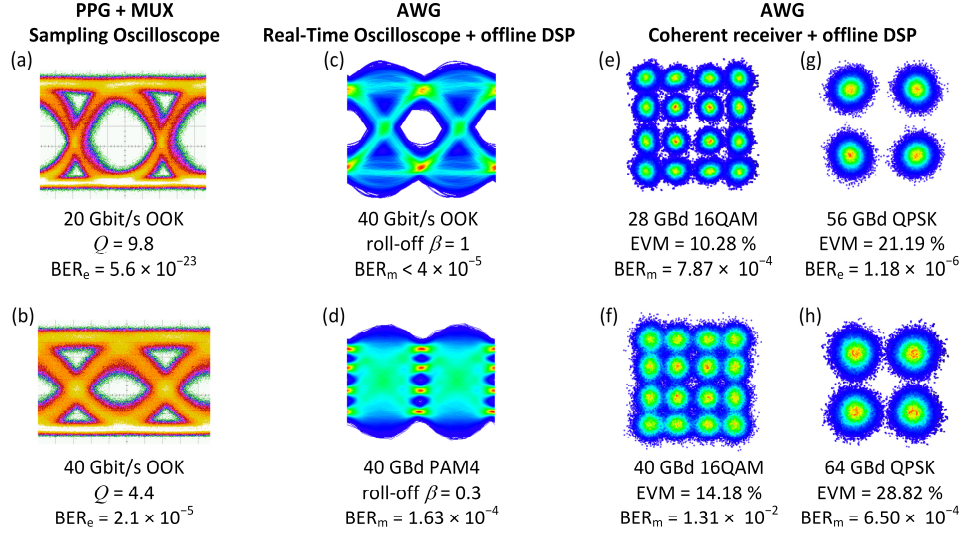 PPG + MUX
Sampling Oscilloscope
AWG
Real-Time Oscilloscope + offline DSP
AWG
Coherent receiver + offline DSP
(a)
20 Gbit/s OOK
Q = 9.8
BERₑ = 5.6 × 10⁻²³
(c)
40 Gbit/s OOK
roll-off β = 1
BERₘ < 4 × 10⁻⁵
(e)
28 GBd 16QAM
EVM = 10.28 %
BERₘ = 7.87 × 10⁻⁴
(g)
56 GBd QPSK
EVM = 21.19 %
BERₑ = 1.18 × 10⁻⁶
(b)
40 Gbit/s OOK
Q = 4.4
BERₑ = 2.1 × 10⁻⁵
(d)
40 GBd PAM4
roll-off β = 0.3
BERₘ = 1.63 × 10⁻⁴
(f)
40 GBd 16QAM
EVM = 14.18 %
BERₘ = 1.31 × 10⁻²
(h)
64 GBd QPSK
EVM = 28.82 %
BERₘ = 6.50 × 10⁻⁴